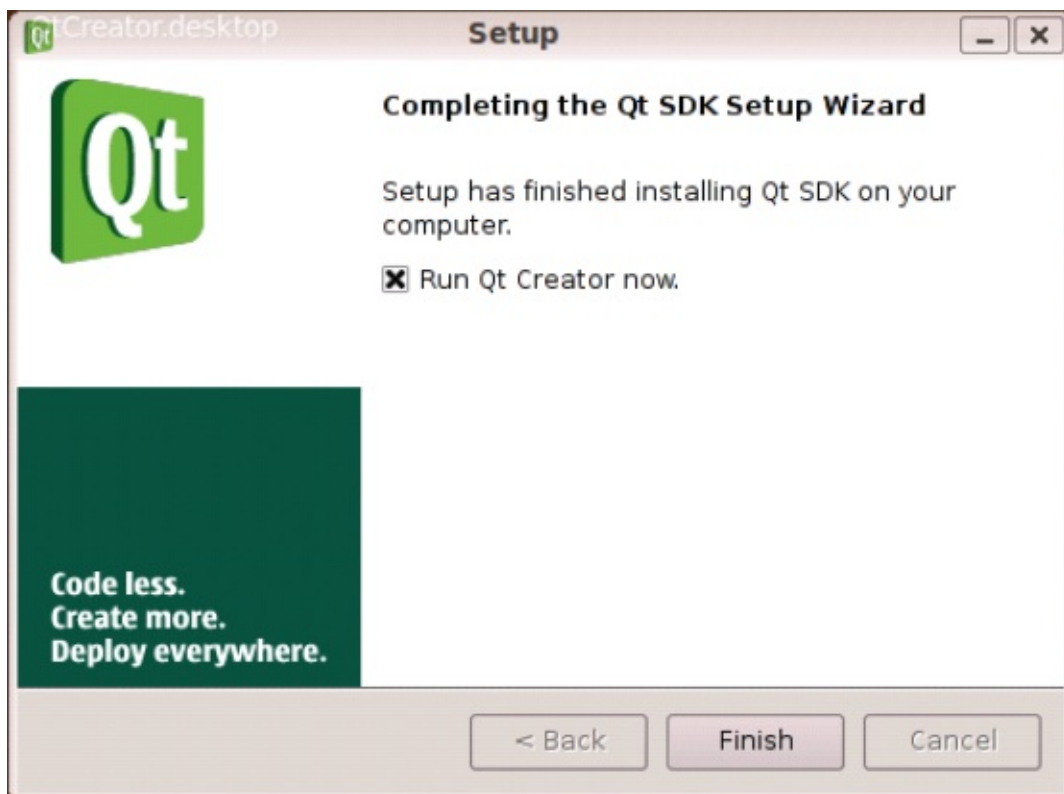 QtCreator.desktop
Setup
Qt
Completing the Qt SDK Setup Wizard
Setup has finished installing Qt SDK on your
computer.
Run Qt Creator now.
Code less.
Create more.
Deploy everywhere.
< Back
Finish
Cancel